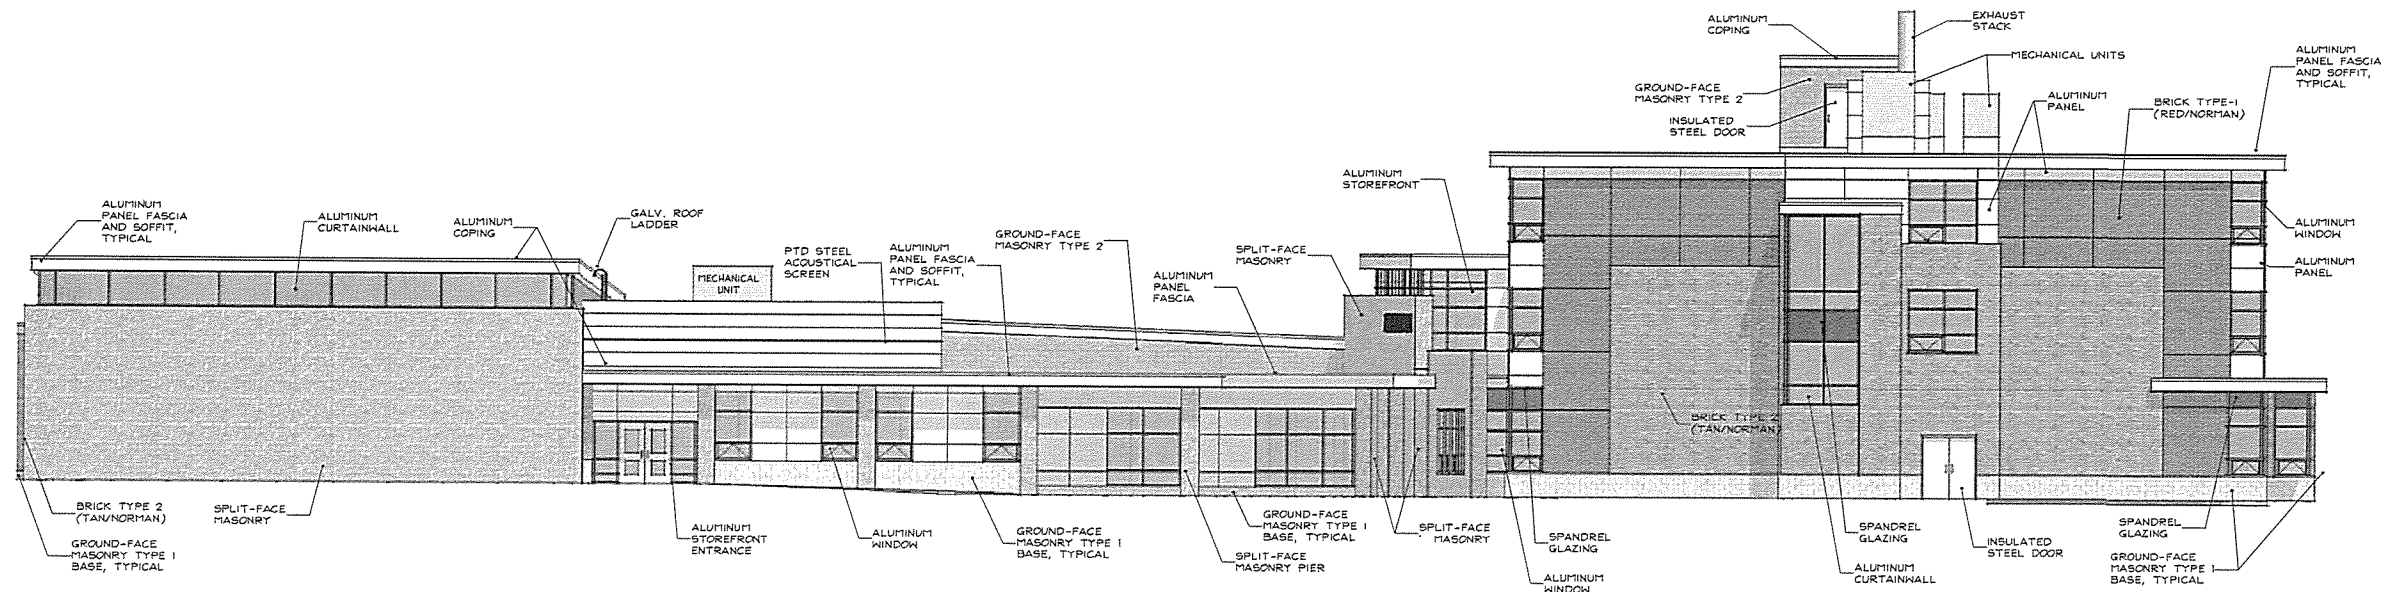 ALUMINUM
COPING
EXHAUST
STACK
ALUMINUM
PANEL FASCIA
AND SOFFIT,
TYPICAL
MECHANICAL UNITS
GROUND-FACE
MASONRY TYPE 2
ALUMINUM
PANEL
BRICK TYPE-1
(RED/NORMAN)
INSULATED
STEEL DOOR
ALUMINUM
STOREFRONT
ALUMINUM
PANEL FASCIA
AND SOFFIT,
TYPICAL
ALUMINUM
CURTAINWALL
ALUMINUM
COPING
GALV. ROOF
LADDER
PTD STEEL
ACOUSTICAL
SCREEN
ALUMINUM
PANEL FASCIA
AND SOFFIT,
TYPICAL
GROUND-FACE
MASONRY TYPE 2
SPLIT-FACE
MASONRY
ALUMINUM
WINDOW
MECHANICAL
UNIT
ALUMINUM
PANEL
FASCIA
ALUMINUM
PANEL
BRICK TYPE 2
(TAN/NORMAN)
BRICK TYPE 2
(TAN/NORMAN)
SPLIT-FACE
MASONRY
GROUND-FACE
MASONRY TYPE 1
BASE, TYPICAL
ALUMINUM
STOREFRONT
ENTRANCE
ALUMINUM
WINDOW
GROUND-FACE
MASONRY TYPE 1
BASE, TYPICAL
GROUND-FACE
MASONRY TYPE 1
BASE, TYPICAL
SPLIT-FACE
MASONRY PIER
SPLIT-FACE
MASONRY
SPANDREL
GLAZING
ALUMINUM
WINDOW
SPANDREL
GLAZING
ALUMINUM
CURTAINWALL
INSULATED
STEEL DOOR
SPANDREL
GLAZING
GROUND-FACE
MASONRY TYPE 1
BASE, TYPICAL